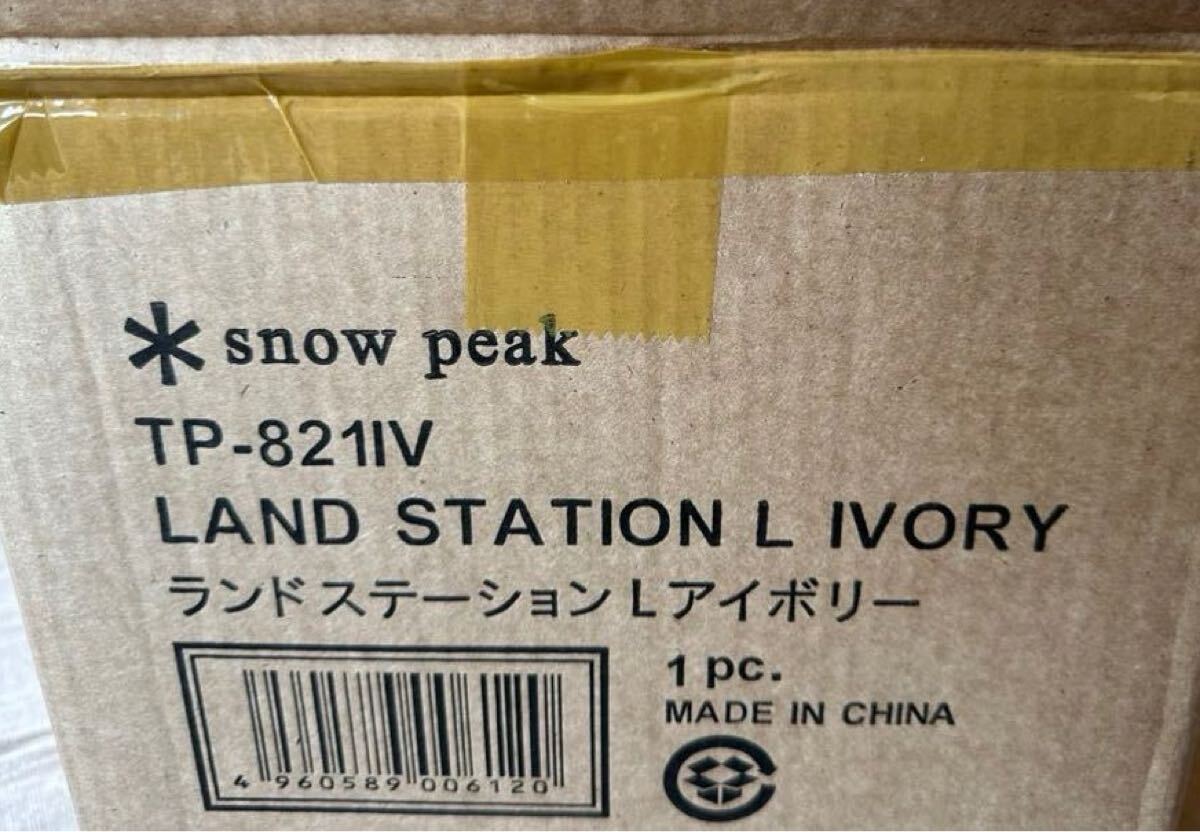 snow peak
TP-821IV
LAND STATION L IVORY
ランドステーション L アイボリー
1 pc.
MADE IN CHINA
4 960589 006120